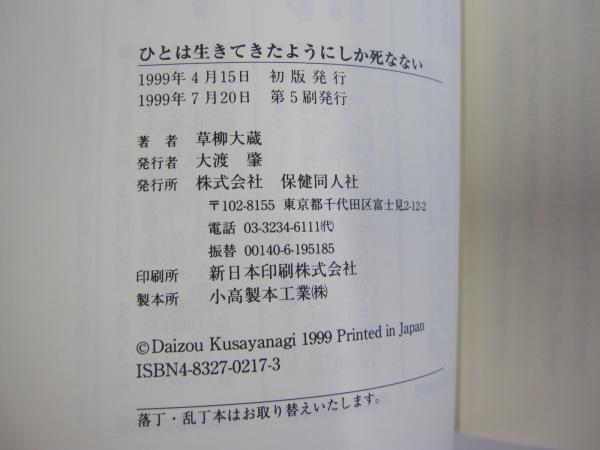 ひとは生きてきたようにしか死なない
1999年4月15日 初版発行
1999年7月20日 第5刷発行
著者 草柳大蔵
発行者 大渡 肇
発行所 株式会社 保健同人社
〒102-8155 東京都千代田区富士見2-12-2
電話 03-3234-6111㈹
振替 00140-6-195185
印刷所 新日本印刷株式会社
製本所 小高製本工業㈱
©Daizou Kusayanagi 1999 Printed in Japan
ISBN4-8327-0217-3
落丁・乱丁本はお取り替えいたします。